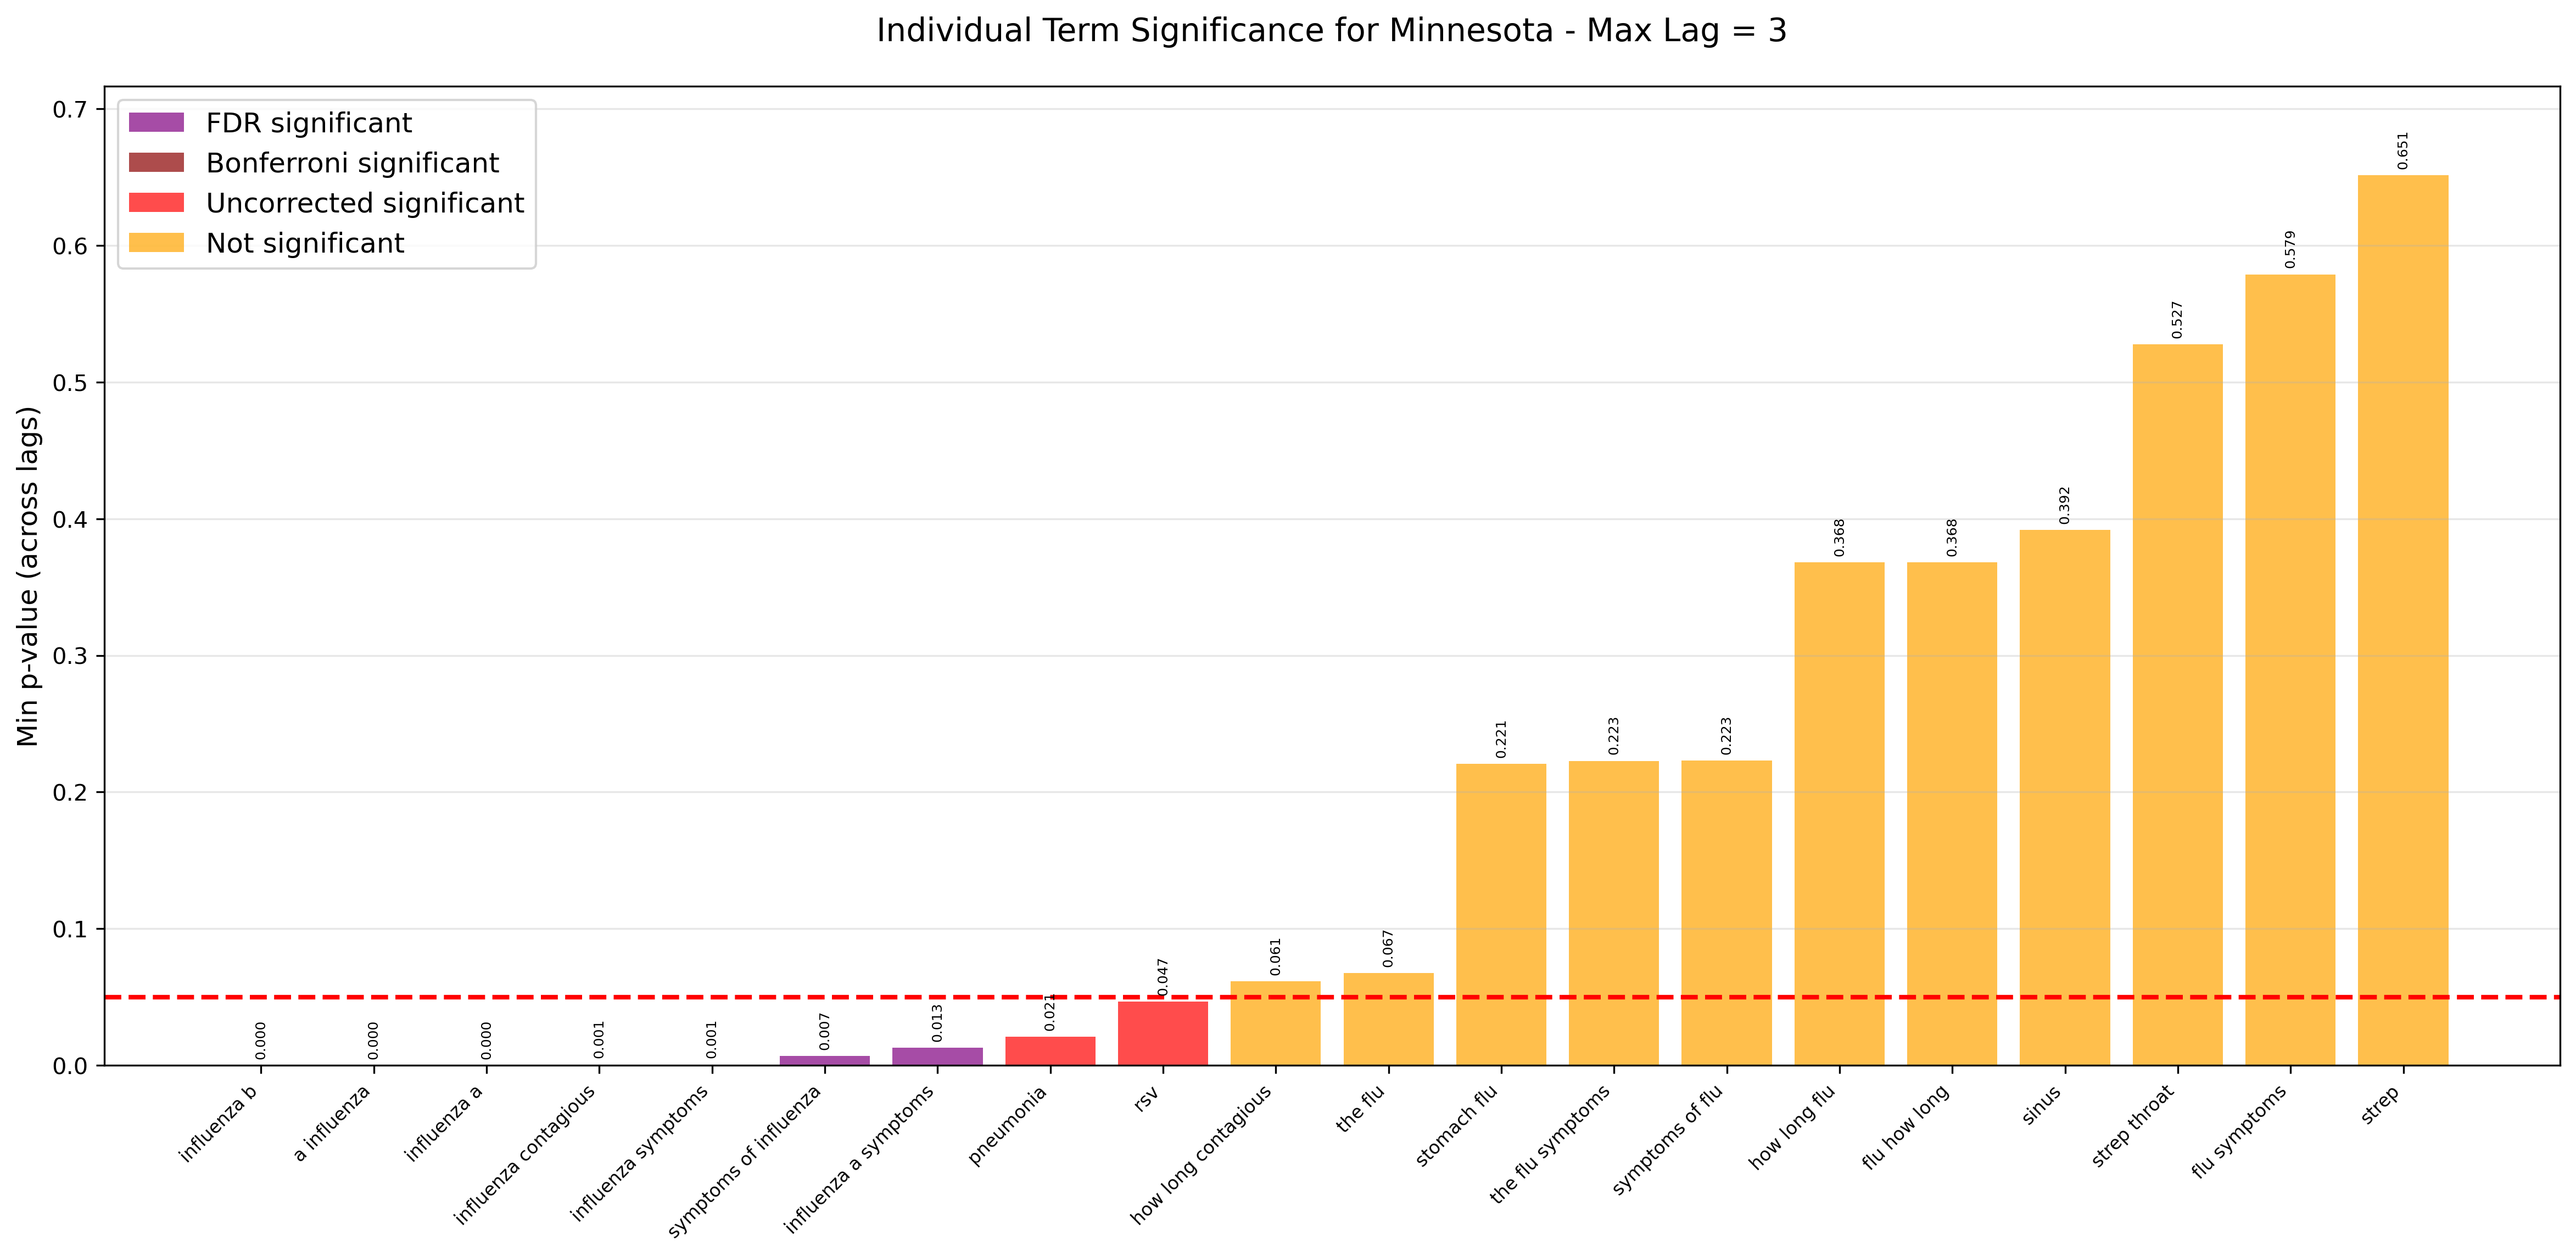 Individual Term Significance for Minnesota - Max Lag = 3
FDR significant
Bonferroni significant
Uncorrected significant
Not significant
Min p-value (across lags)
0.7
0.6
0.5
0.4
0.3
0.2
0.1
0.0
0.000
0.000
0.000
0.001
0.001
0.007
0.013
0.021
0.047
0.061
0.067
0.221
0.223
0.223
0.368
0.368
0.392
0.527
0.579
0.651
influenza b
a influenza
influenza a
influenza contagious
influenza symptoms
symptoms of influenza
influenza a symptoms
pneumonia
rsv
how long contagious
the flu
stomach flu
the flu symptoms
symptoms of flu
how long flu
flu how long
sinus
strep throat
flu symptoms
strep